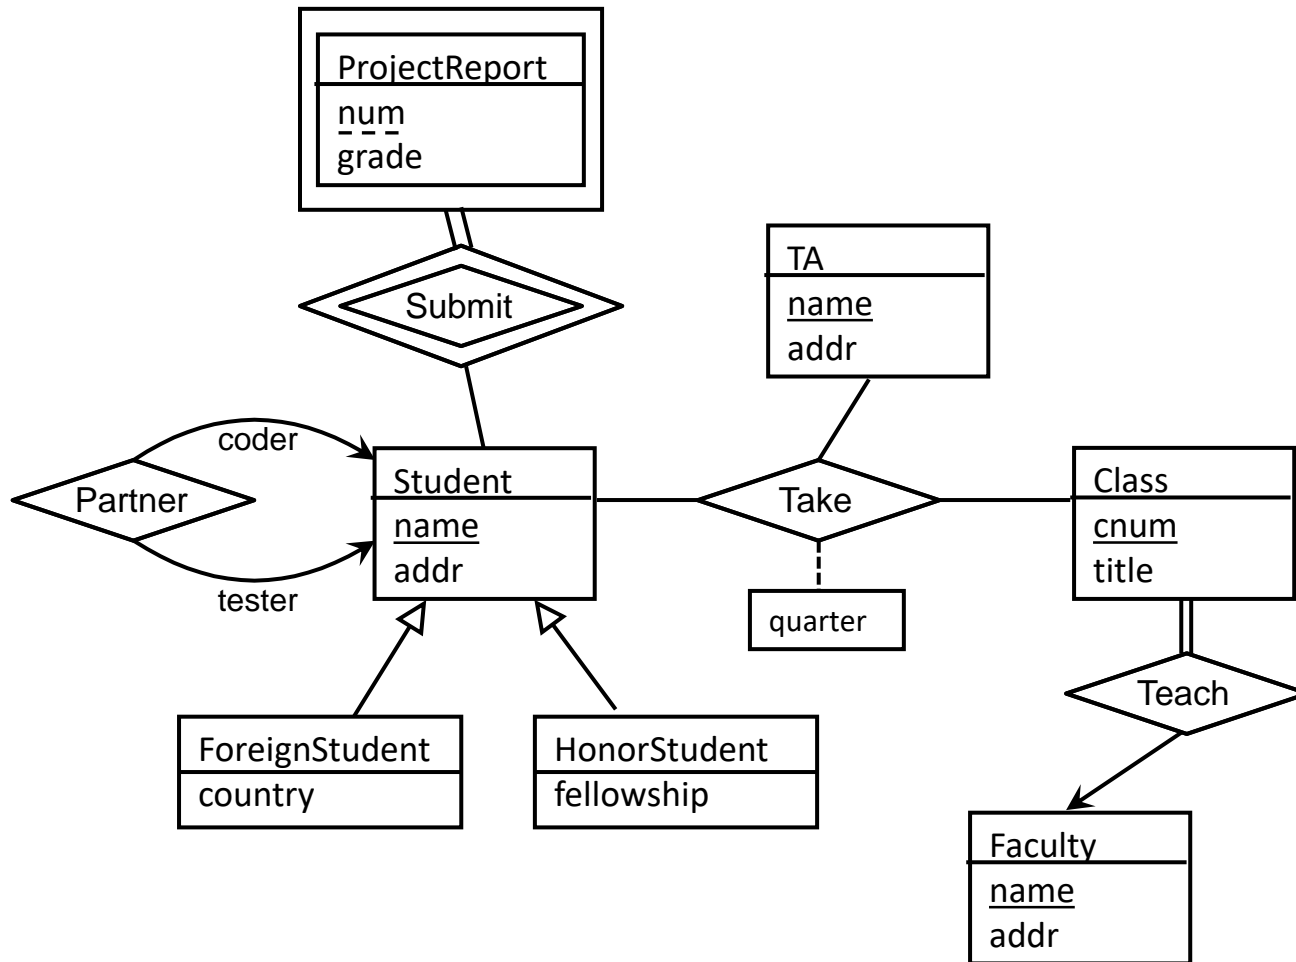 ProjectReport
num
grade
Submit
TA
name
addr
coder
Partner
tester
Student
name
addr
Take
quarter
Class
cnum
title
Teach
ForeignStudent
country
HonorStudent
fellowship
Faculty
name
addr